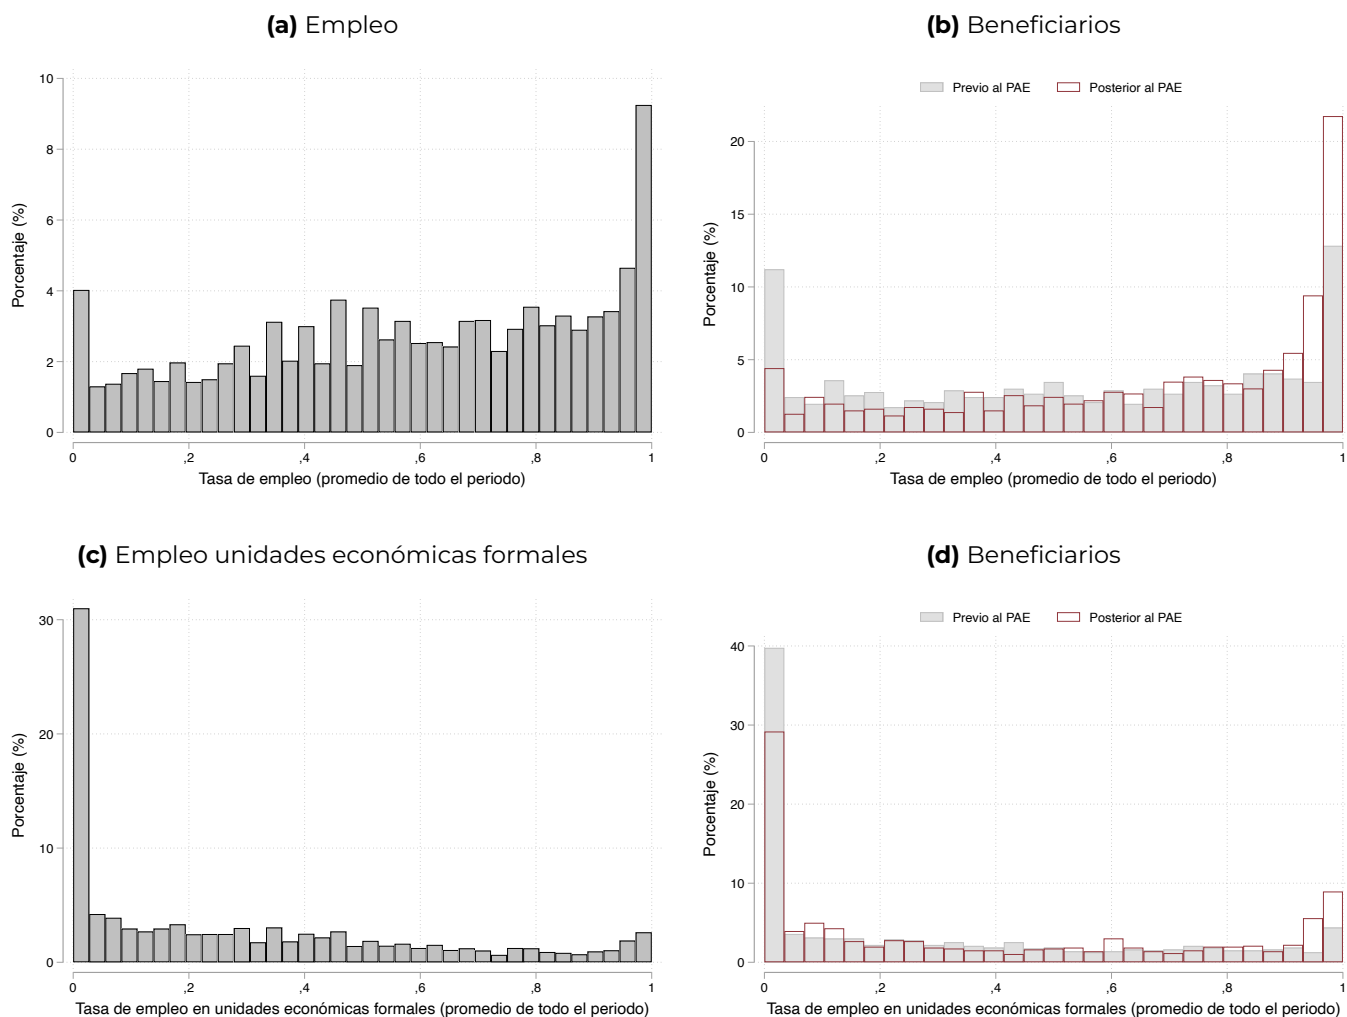 (a) Empleo
Porcentaje (%)
10
8
6
4
2
0
0 ,2 ,4 ,6 ,8 1
Tasa de empleo (promedio de todo el periodo)
(b) Beneficiarios
Previo al PAE Posterior al PAE
Porcentaje (%)
20
15
10
5
0
0 ,2 ,4 ,6 ,8 1
Tasa de empleo (promedio de todo el periodo)
(c) Empleo unidades económicas formales
Porcentaje (%)
30
20
10
0
0 ,2 ,4 ,6 ,8 1
Tasa de empleo en unidades económicas formales (promedio de todo el periodo)
(d) Beneficiarios
Previo al PAE Posterior al PAE
Porcentaje (%)
40
30
20
10
0
0 ,2 ,4 ,6 ,8 1
Tasa de empleo en unidades económicas formales (promedio de todo el periodo)